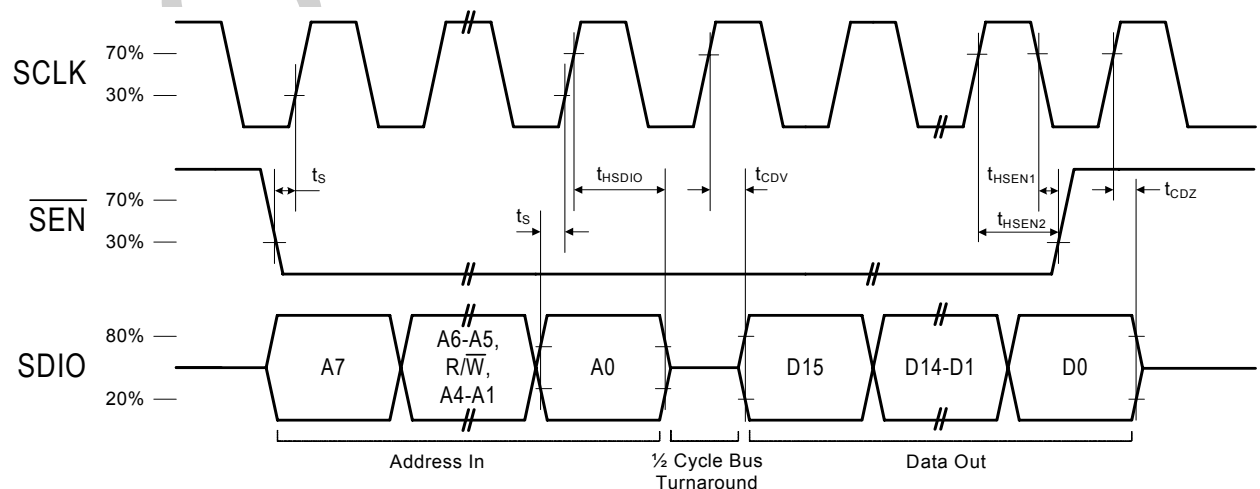 SCLK
70%
30%
SEN
70%
30%
tS
tS
tHSDIO
tCDV
tHSEN1
tHSEN2
tCDZ
SDIO
80%
20%
A7
A6-A5,
R/W,
A4-A1
A0
D15
D14-D1
D0
Address In
½ Cycle Bus
Turnaround
Data Out